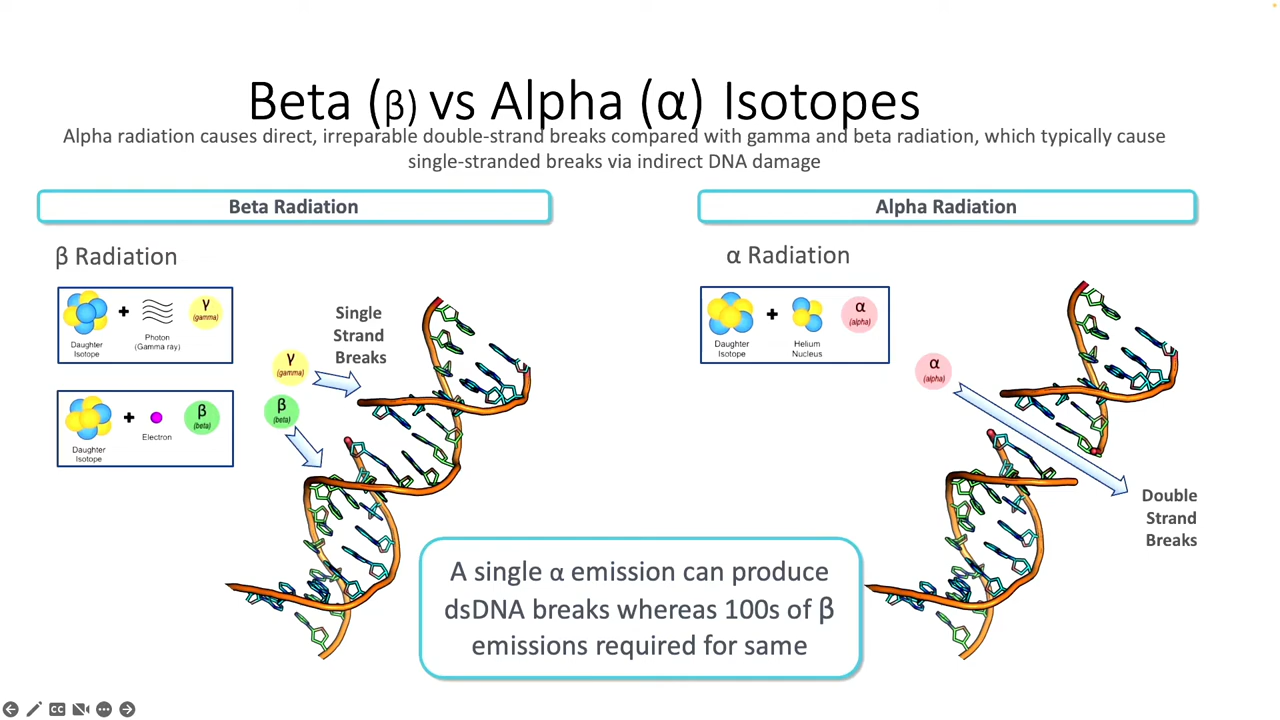 Beta (β) vs Alpha (α) Isotopes
Alpha radiation causes direct, irreparable double-strand breaks compared with gamma and beta radiation, which typically cause
single-stranded breaks via indirect DNA damage
Beta Radiation
β Radiation
+
γ
(gamma)
Daughter
Isotope
Photon
(Gamma ray)
+
β
(beta)
Electron
Daughter
Isotope
Single
Strand
Breaks
γ
(gamma)
β
(beta)
Alpha Radiation
α Radiation
+
α
(alpha)
Daughter
Isotope
Helium
Nucleus
α
(alpha)
Double
Strand
Breaks
A single α emission can produce
dsDNA breaks whereas 100s of β
emissions required for same
CC